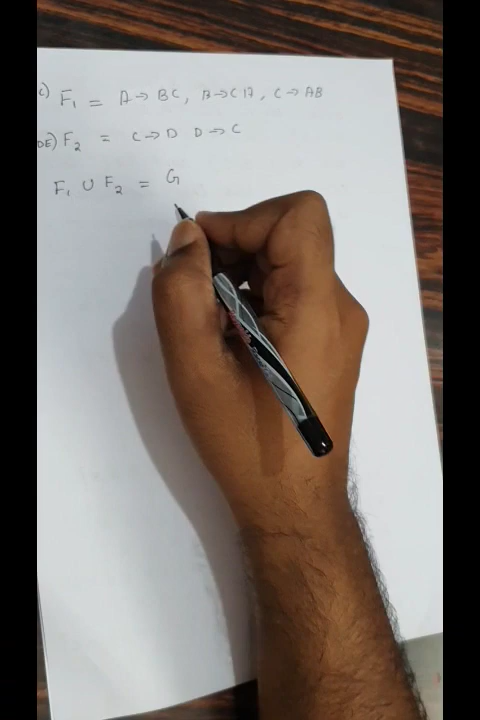 C) F₁ = A → BC, B → CA, C → AB
DE) F₂ = C → D D → C
F₁ ∪ F₂ = G